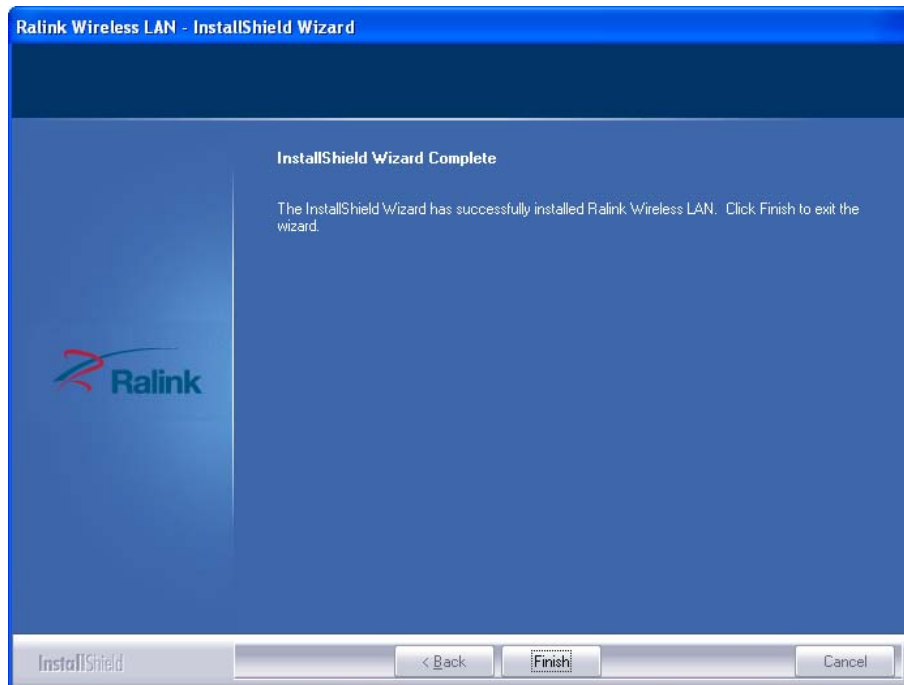 Ralink Wireless LAN - InstallShield Wizard
InstallShield Wizard Complete
The InstallShield Wizard has successfully installed Ralink Wireless LAN. Click Finish to exit the
wizard.
Ralink
InstallShield
< Back
Finish
Cancel